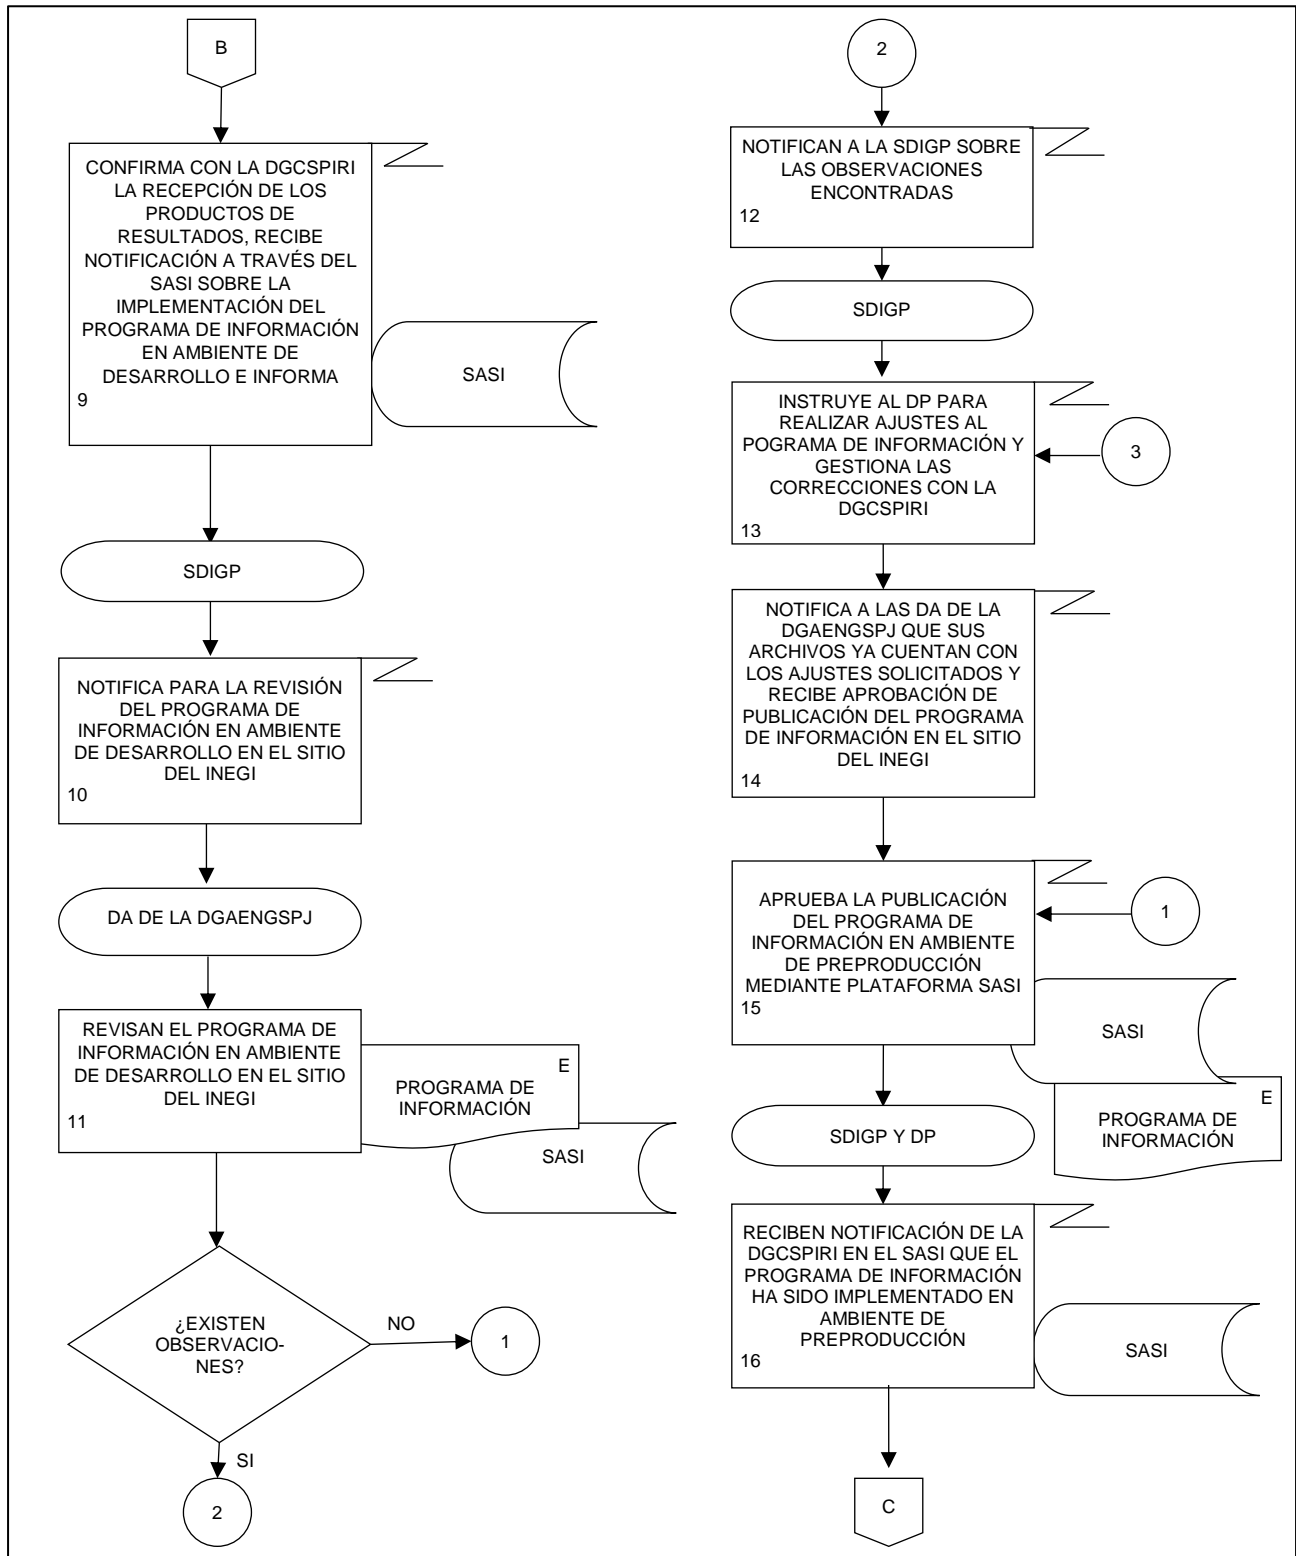 B
CONFIRMA CON LA DGCSPIRI
LA RECEPCIÓN DE LOS
PRODUCTOS DE
RESULTADOS, RECIBE
NOTIFICACIÓN A TRAVÉS DEL
SASI SOBRE LA
IMPLEMENTACIÓN DEL
PROGRAMA DE INFORMACIÓN
EN AMBIENTE DE
DESARROLLO E INFORMA
9
SASI
SDIGP
NOTIFICA PARA LA REVISIÓN
DEL PROGRAMA DE
INFORMACIÓN EN AMBIENTE
DE DESARROLLO EN EL SITIO
DEL INEGI
10
DA DE LA DGAENGSPJ
REVISAN EL PROGRAMA DE
INFORMACIÓN EN AMBIENTE
DE DESARROLLO EN EL SITIO
DEL INEGI
11
E
PROGRAMA DE
INFORMACIÓN
SASI
¿EXISTEN
OBSERVACIO-
NES?
NO
1
SI
2
2
NOTIFICAN A LA SDIGP SOBRE
LAS OBSERVACIONES
ENCONTRADAS
12
SDIGP
INSTRUYE AL DP PARA
REALIZAR AJUSTES AL
POGRAMA DE INFORMACIÓN Y
GESTIONA LAS
CORRECCIONES CON LA
DGCSPIRI
13
3
NOTIFICA A LAS DA DE LA
DGAENGSPJ QUE SUS
ARCHIVOS YA CUENTAN CON
LOS AJUSTES SOLICITADOS Y
RECIBE APROBACIÓN DE
PUBLICACIÓN DEL PROGRAMA
DE INFORMACIÓN EN EL SITIO
DEL INEGI
14
APRUEBA LA PUBLICACIÓN
DEL PROGRAMA DE
INFORMACIÓN EN AMBIENTE
DE PREPRODUCCIÓN
MEDIANTE PLATAFORMA SASI
15
1
SASI
E
PROGRAMA DE
INFORMACIÓN
SDIGP Y DP
RECIBEN NOTIFICACIÓN DE LA
DGCSPIRI EN EL SASI QUE EL
PROGRAMA DE INFORMACIÓN
HA SIDO IMPLEMENTADO EN
AMBIENTE DE
PREPRODUCCIÓN
16
SASI
C